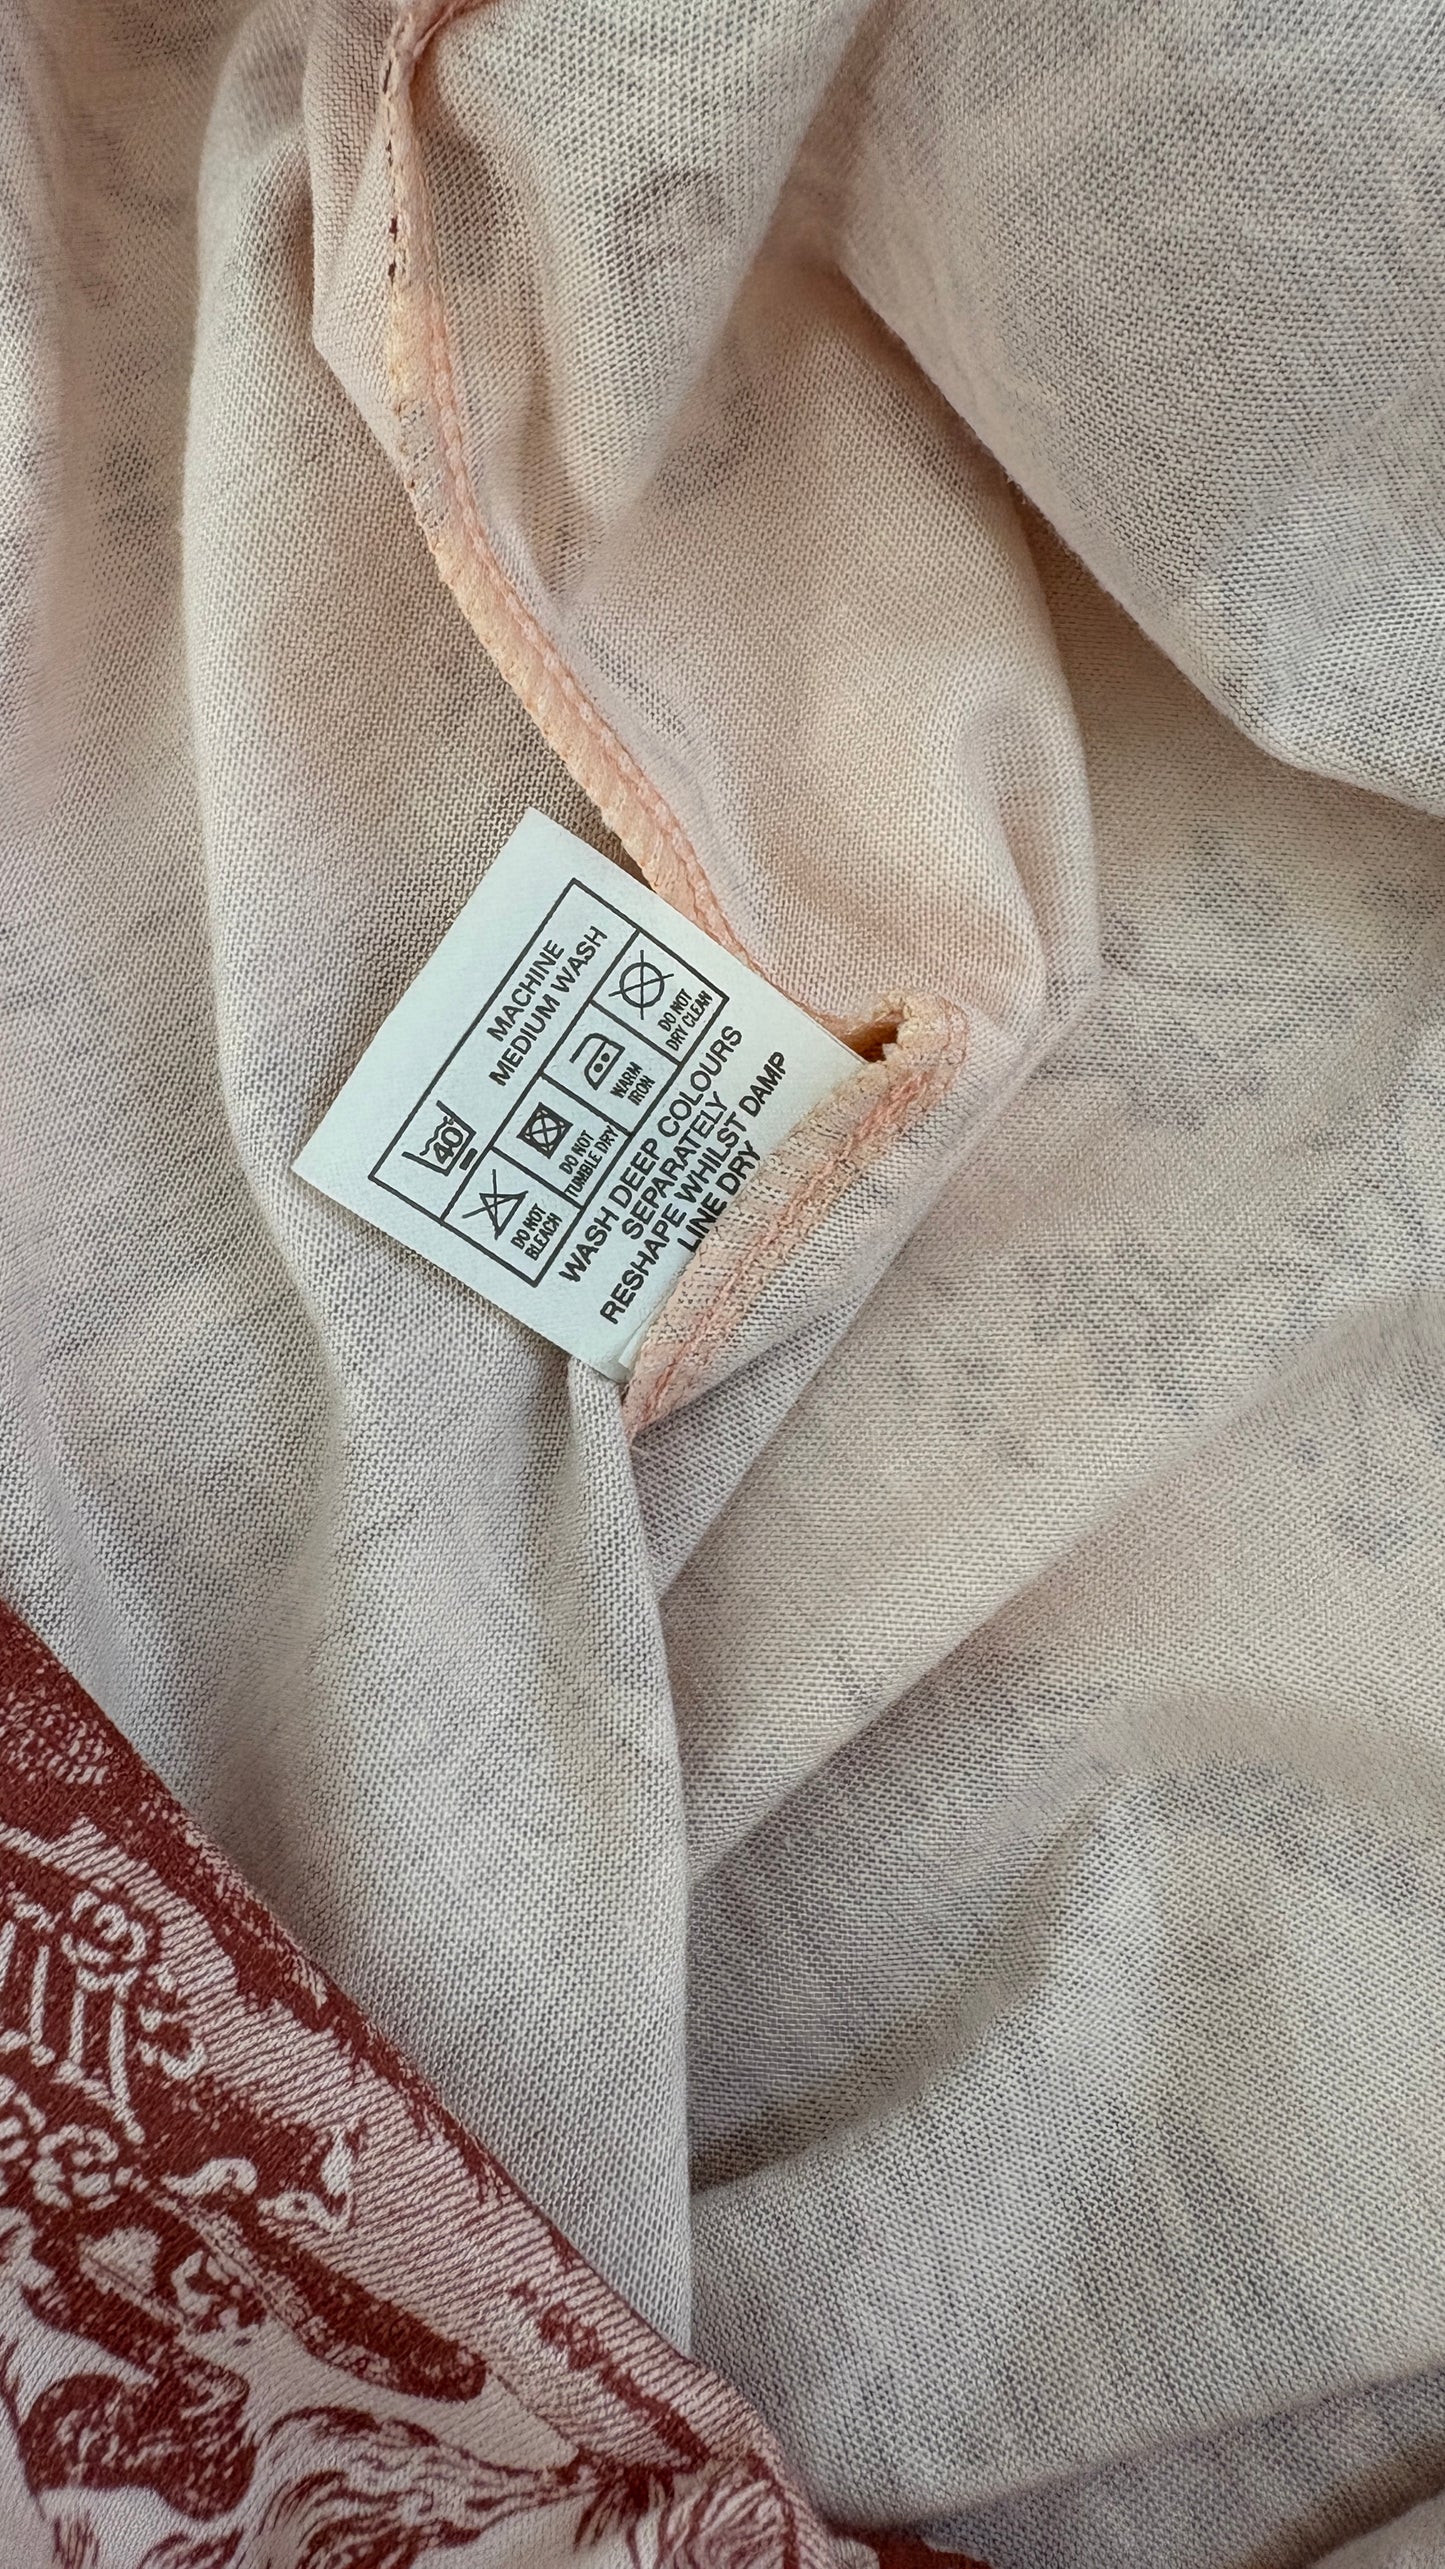 MACHINE
MEDIUM WASH
40
DO NOT
BLEACH
DO NOT
TUMBLE DRY
WARM
IRON
DO NOT
DRY CLEAN
WASH DEEP COLOURS
SEPARATELY
RESHAPE WHILST DAMP
LINE DRY